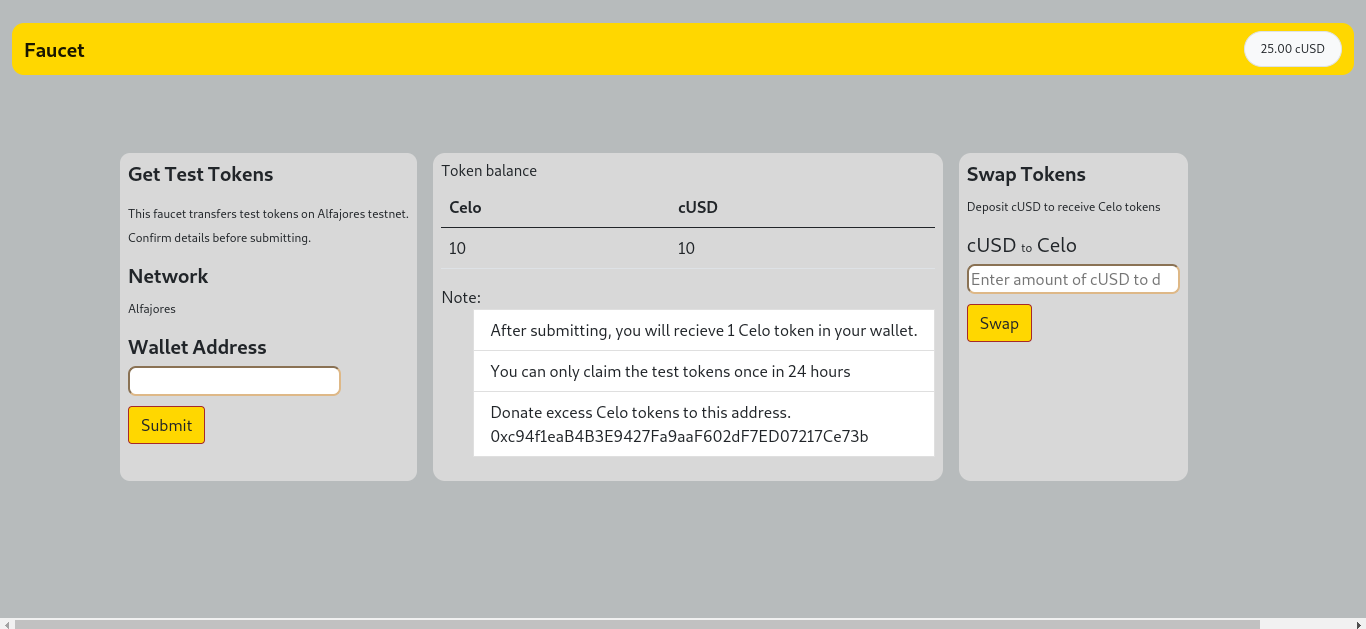 Faucet
25.00 cUSD
Get Test Tokens
This faucet transfers test tokens on Alfajores testnet.
Confirm details before submitting.
Network
Alfajores
Wallet Address
Submit
Token balance
Celo cUSD
10 10
Note:
After submitting, you will recieve 1 Celo token in your wallet.
You can only claim the test tokens once in 24 hours
Donate excess Celo tokens to this address.
0xc94f1eaB4B3E9427Fa9aaF602dF7ED07217Ce73b
Swap Tokens
Deposit cUSD to receive Celo tokens
cUSD to Celo
Enter amount of cUSD to d
Swap